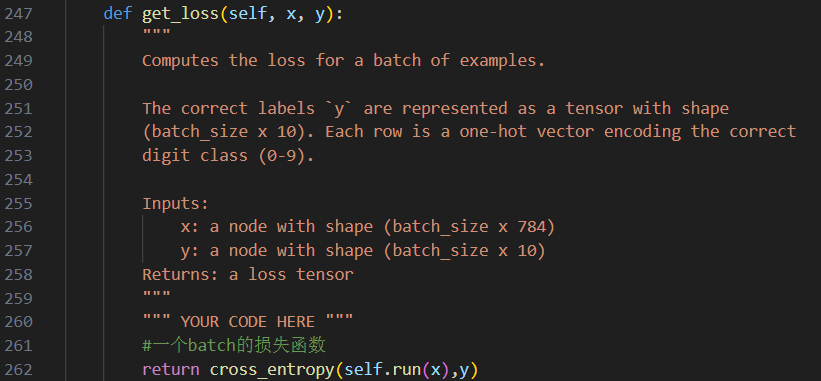 247 def get_loss(self, x, y):
248 """
249 Computes the loss for a batch of examples.
250
251 The correct labels `y` are represented as a tensor with shape
252 (batch_size x 10). Each row is a one-hot vector encoding the correct
253 digit class (0-9).
254
255 Inputs:
256 x: a node with shape (batch_size x 784)
257 y: a node with shape (batch_size x 10)
258 Returns: a loss tensor
259 """
260 """ YOUR CODE HERE """
261 #一个batch的损失函数
262 return cross_entropy(self.run(x),y)